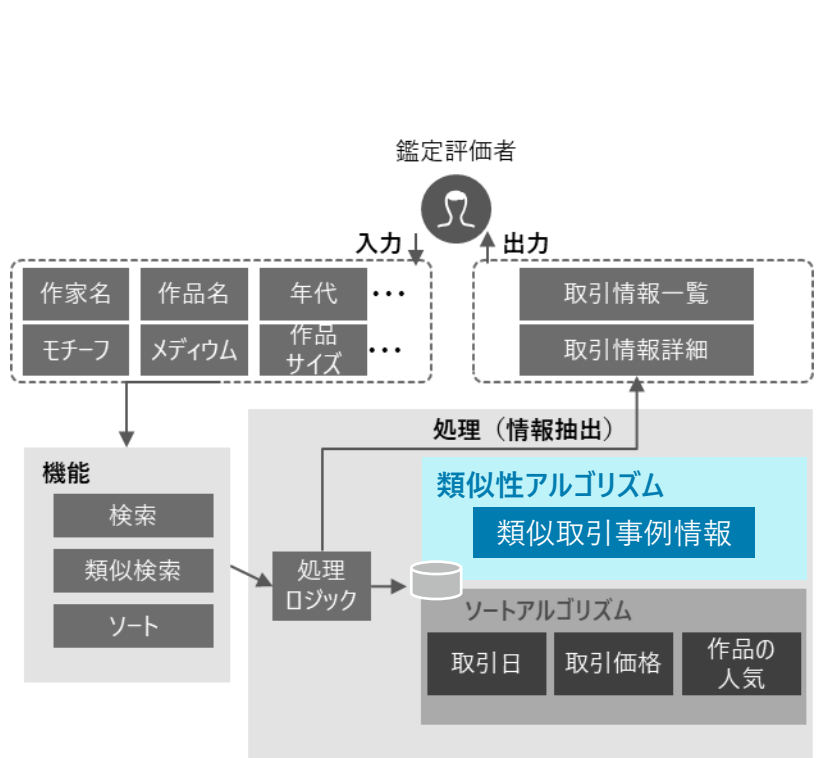 鑑定評価者
入力
出力
作家名
作品名
年代
・・・
モチーフ
メディウム
作品
サイズ
・・・
取引情報一覧
取引情報詳細
機能
検索
類似検索
ソート
処理（情報抽出）
処理
ロジック
類似性アルゴリズム
類似取引事例情報
ソートアルゴリズム
取引日
取引価格
作品の
人気